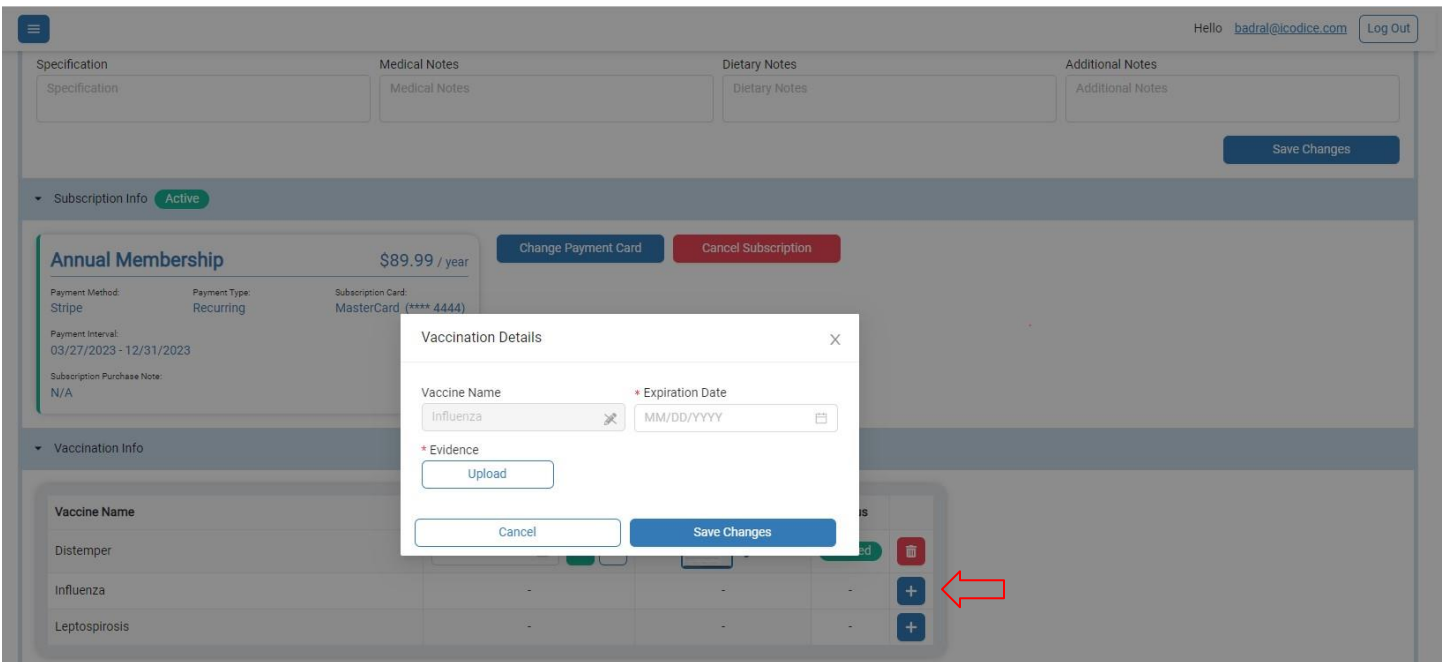 Hello badral@icodice.com Log Out
Specification Medical Notes Dietary Notes Additional Notes
Specification Medical Notes Dietary Notes Additional Notes
Save Changes
Subscription Info Active
Annual Membership $89.99 / year
Change Payment Card Cancel Subscription
Payment Method: Payment Type: Subscription Card:
Stripe Recurring MasterCard (**** 4444)
Payment Interval:
03/27/2023 - 12/31/2023
Subscription Purchase Note:
N/A
Vaccination Details
Vaccine Name * Expiration Date
Influenza MM/DD/YYYY
* Evidence
Upload
Cancel Save Changes
Vaccination Info
Vaccine Name
Distemper
Influenza - - -
Leptospirosis - - -